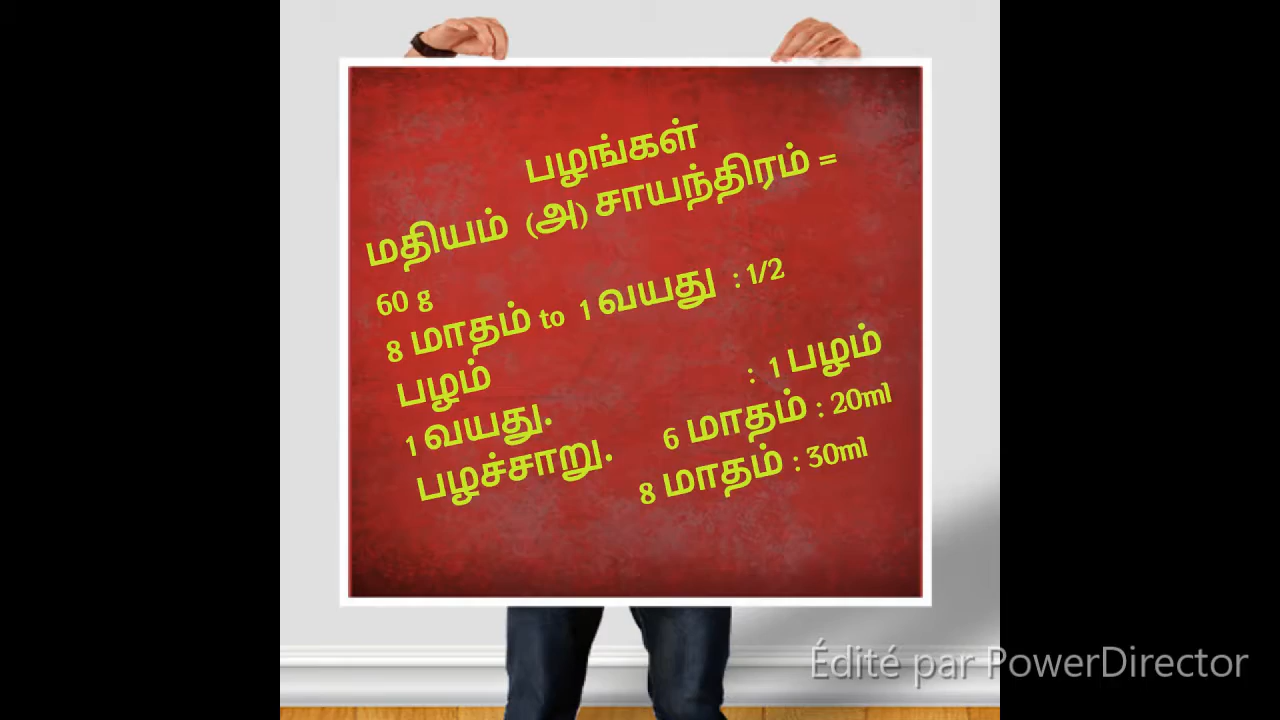 பழங்கள்
மதியம் (அ) சாயந்திரம் =
60 g
8 மாதம் to 1 வயது : 1/2
பழம்
1 வயது. : 1 பழம்
பழச்சாறு. 6 மாதம் : 20ml
8 மாதம் : 30ml
Édité par PowerDirector